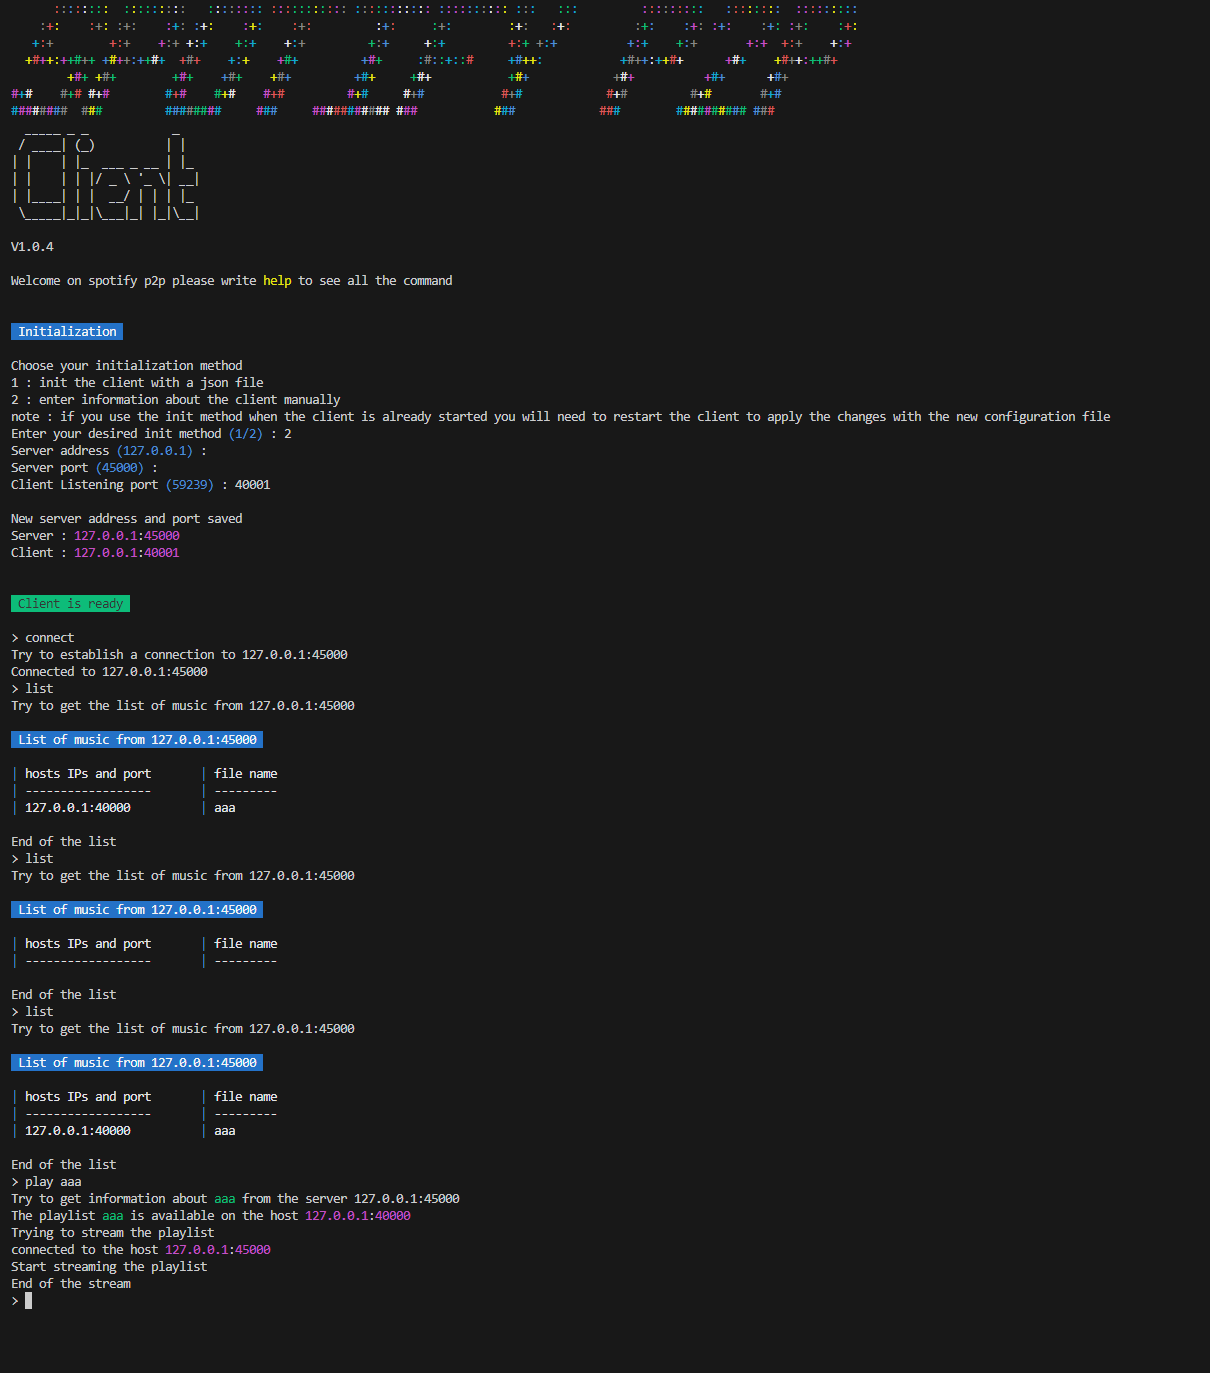 SPOTIFY P2P
Client
V1.0.4
Welcome on spotify p2p please write help to see all the command
Initialization
Choose your initialization method
1 : init the client with a json file
2 : enter information about the client manually
note : if you use the init method when the client is already started you will need to restart the client to apply the changes with the new configuration file
Enter your desired init method (1/2) : 2
Server address (127.0.0.1) :
Server port (45000) :
Client Listening port (59239) : 40001
New server address and port saved
Server : 127.0.0.1:45000
Client : 127.0.0.1:40001
Client is ready
> connect
Try to establish a connection to 127.0.0.1:45000
Connected to 127.0.0.1:45000
> list
Try to get the list of music from 127.0.0.1:45000
List of music from 127.0.0.1:45000
| hosts IPs and port | file name
| ------------------ | ---------
| 127.0.0.1:40000 | aaa
End of the list
> list
Try to get the list of music from 127.0.0.1:45000
List of music from 127.0.0.1:45000
| hosts IPs and port | file name
| ------------------ | ---------
End of the list
> list
Try to get the list of music from 127.0.0.1:45000
List of music from 127.0.0.1:45000
| hosts IPs and port | file name
| ------------------ | ---------
| 127.0.0.1:40000 | aaa
End of the list
> play aaa
Try to get information about aaa from the server 127.0.0.1:45000
The playlist aaa is available on the host 127.0.0.1:40000
Trying to stream the playlist
connected to the host 127.0.0.1:45000
Start streaming the playlist
End of the stream
>